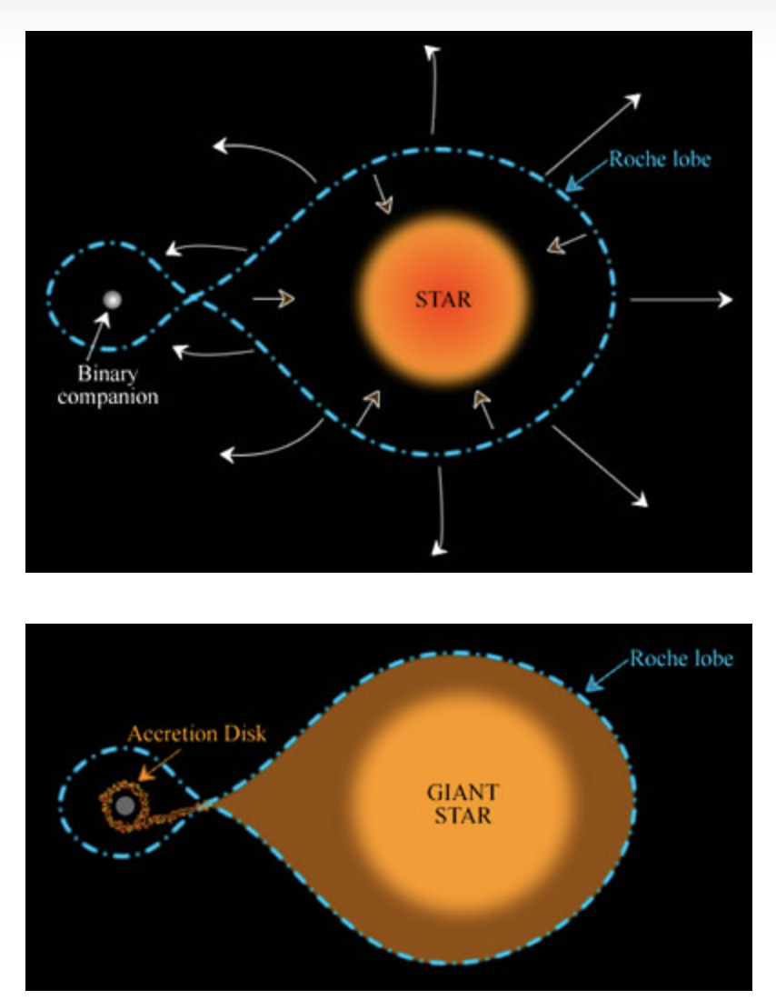 Roche lobe
STAR
Binary
companion
Roche lobe
Accretion Disk
GIANT
STAR